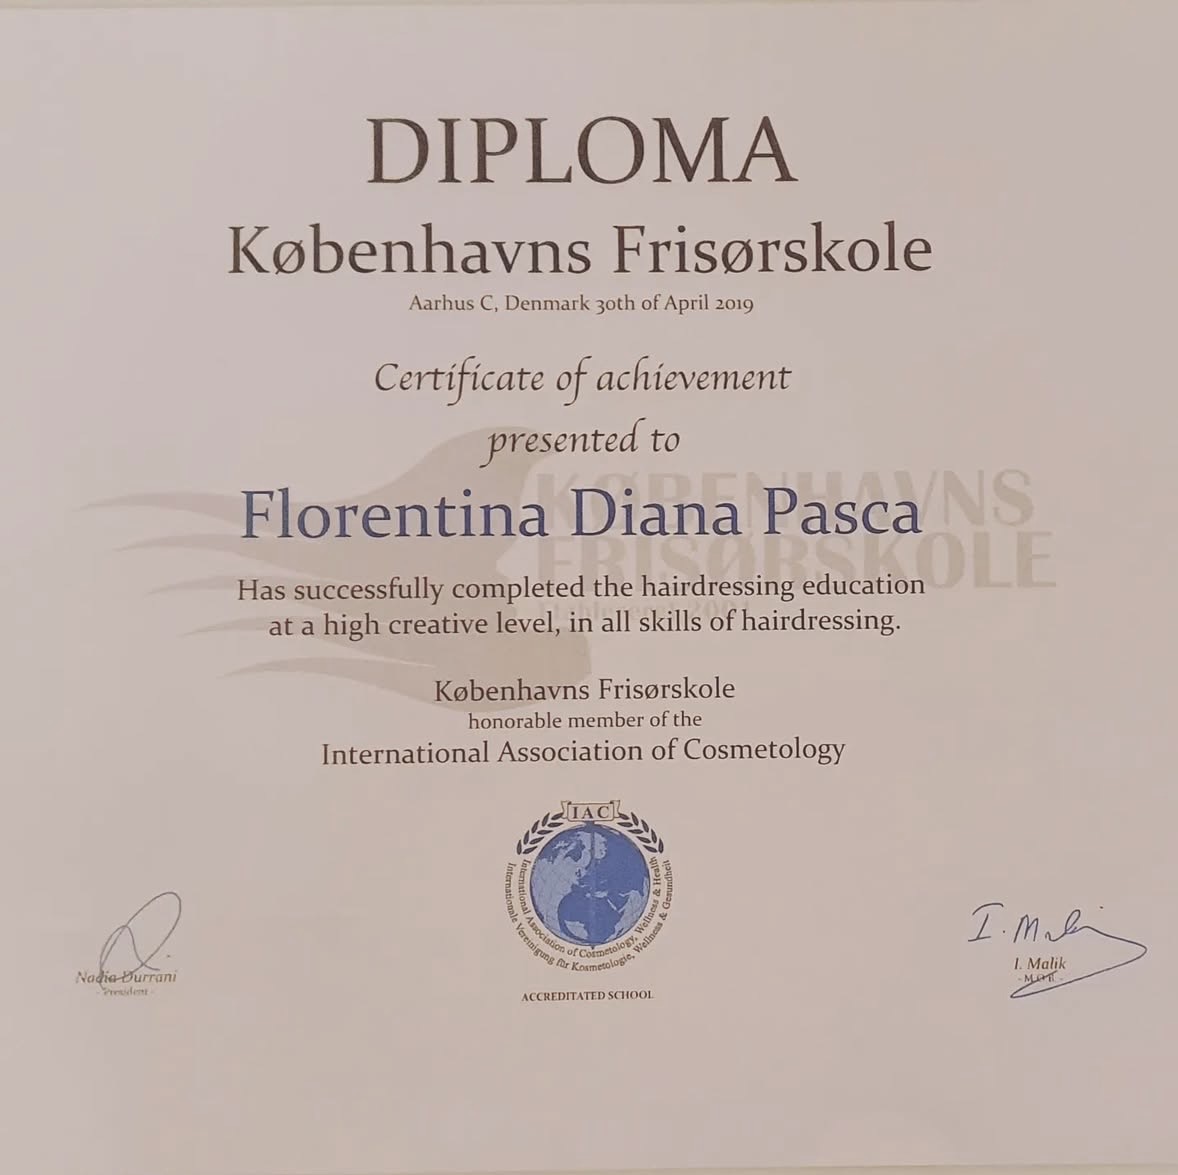 DIPLOMA
Københavns Frisørskole
Aarhus C, Denmark 30th of April 2019
Certificate of achievement
presented to
KØBENHAVNS
FRISØRSKOLE
Florentina Diana Pasca
Has successfully completed the hairdressing education
at a high creative level, in all skills of hairdressing.
Københavns Frisørskole
honorable member of the
International Association of Cosmetology
IAC
International Association of Cosmetology, Wellness & Health
Internationale Vereinigung für Kosmetologie, Wellness & Gesundheit
ACCREDITATED SCHOOL
Nadia Durrani
- President -
I. Malik
I. Malik